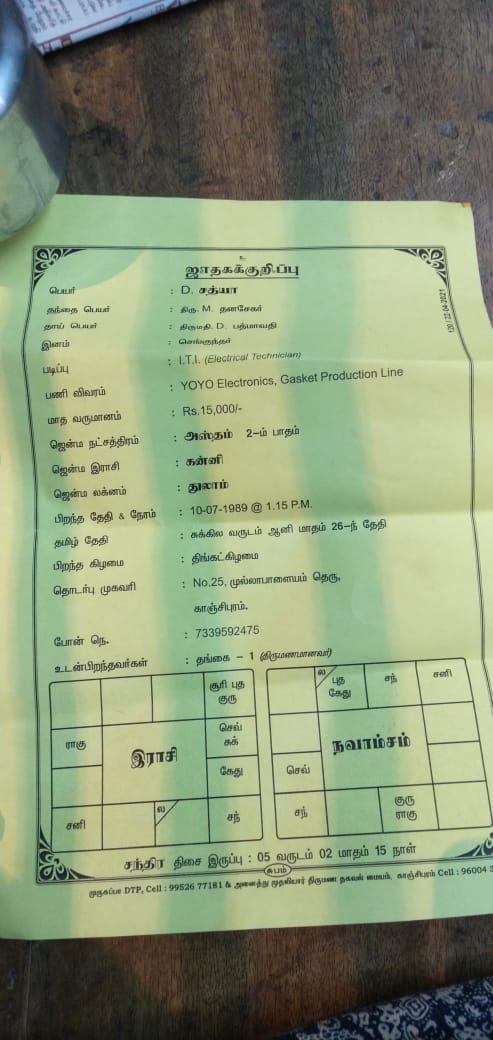 உ
ஜாதகக்குறிப்பு
பெயர் : D. சத்யா
தந்தை பெயர் : திரு. M. தனசேகர்
தாய் பெயர் : திருமதி. D. பத்மாவதி
இனம் : செங்குந்தர்
படிப்பு : I.T.I. (Electrical Technician)
பணி விவரம் : YOYO Electronics, Gasket Production Line
மாத வருமானம் : Rs.15,000/-
ஜென்ம நட்சத்திரம் : அஸ்தம் 2-ம் பாதம்
ஜென்ம இராசி : கன்னி
ஜென்ம லக்னம் : துலாம்
பிறந்த தேதி & நேரம் : 10-07-1989 @ 1.15 P.M.
தமிழ் தேதி : சுக்கில வருடம் ஆனி மாதம் 26-ந் தேதி
பிறந்த கிழமை : திங்கட்கிழமை
தொடர்பு முகவரி : No.25, முல்லாபாளையம் தெரு,
காஞ்சிபுரம்.
போன் நெ. : 7339592475
உடன்பிறந்தவர்கள் : தங்கை – 1 (திருமணமானவர்)
சூரி புத
குரு
ராகு
செவ்
சுக்
இராசி
கேது
சனி
ல
சந்
ல
புத
கேது
சந்
சனி
நவாம்சம்
செவ்
சந்
குரு
ராகு
சந்திர திசை இருப்பு : 05 வருடம் 02 மாதம் 15 நாள்
சுபம்
முருகப்பா DTP, Cell : 99526 77181 & அனைத்து முதலியார் திருமண தகவல் மையம், காஞ்சிபுரம் Cell : 96004 3
120 / 22-04-2021